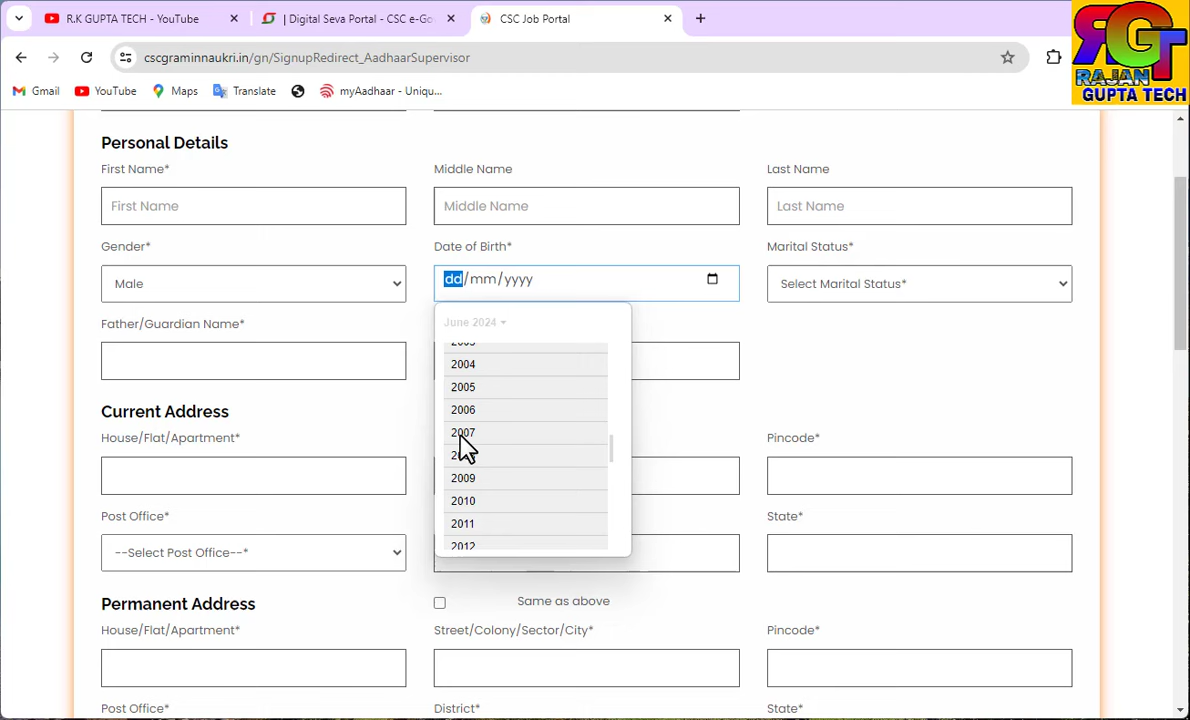 R.K GUPTA TECH - YouTube
| Digital Seva Portal - CSC e-Go
CSC Job Portal
cscgraminnaukri.in/gn/SignupRedirect_AadhaarSupervisor
Gmail
YouTube
Maps
Translate
myAadhaar - Uniqu...
RGT
RAJAN
GUPTA TECH
Personal Details
First Name*
Middle Name
Last Name
First Name
Middle Name
Last Name
Gender*
Date of Birth*
Marital Status*
Male
dd/mm/yyyy
Select Marital Status*
Father/Guardian Name*
June 2024
2003
2004
2005
2006
2007
2009
2010
2011
2012
Current Address
House/Flat/Apartment*
Pincode*
Post Office*
State*
--Select Post Office--*
Permanent Address
Same as above
House/Flat/Apartment*
Street/Colony/Sector/City*
Pincode*
Post Office*
District*
State*